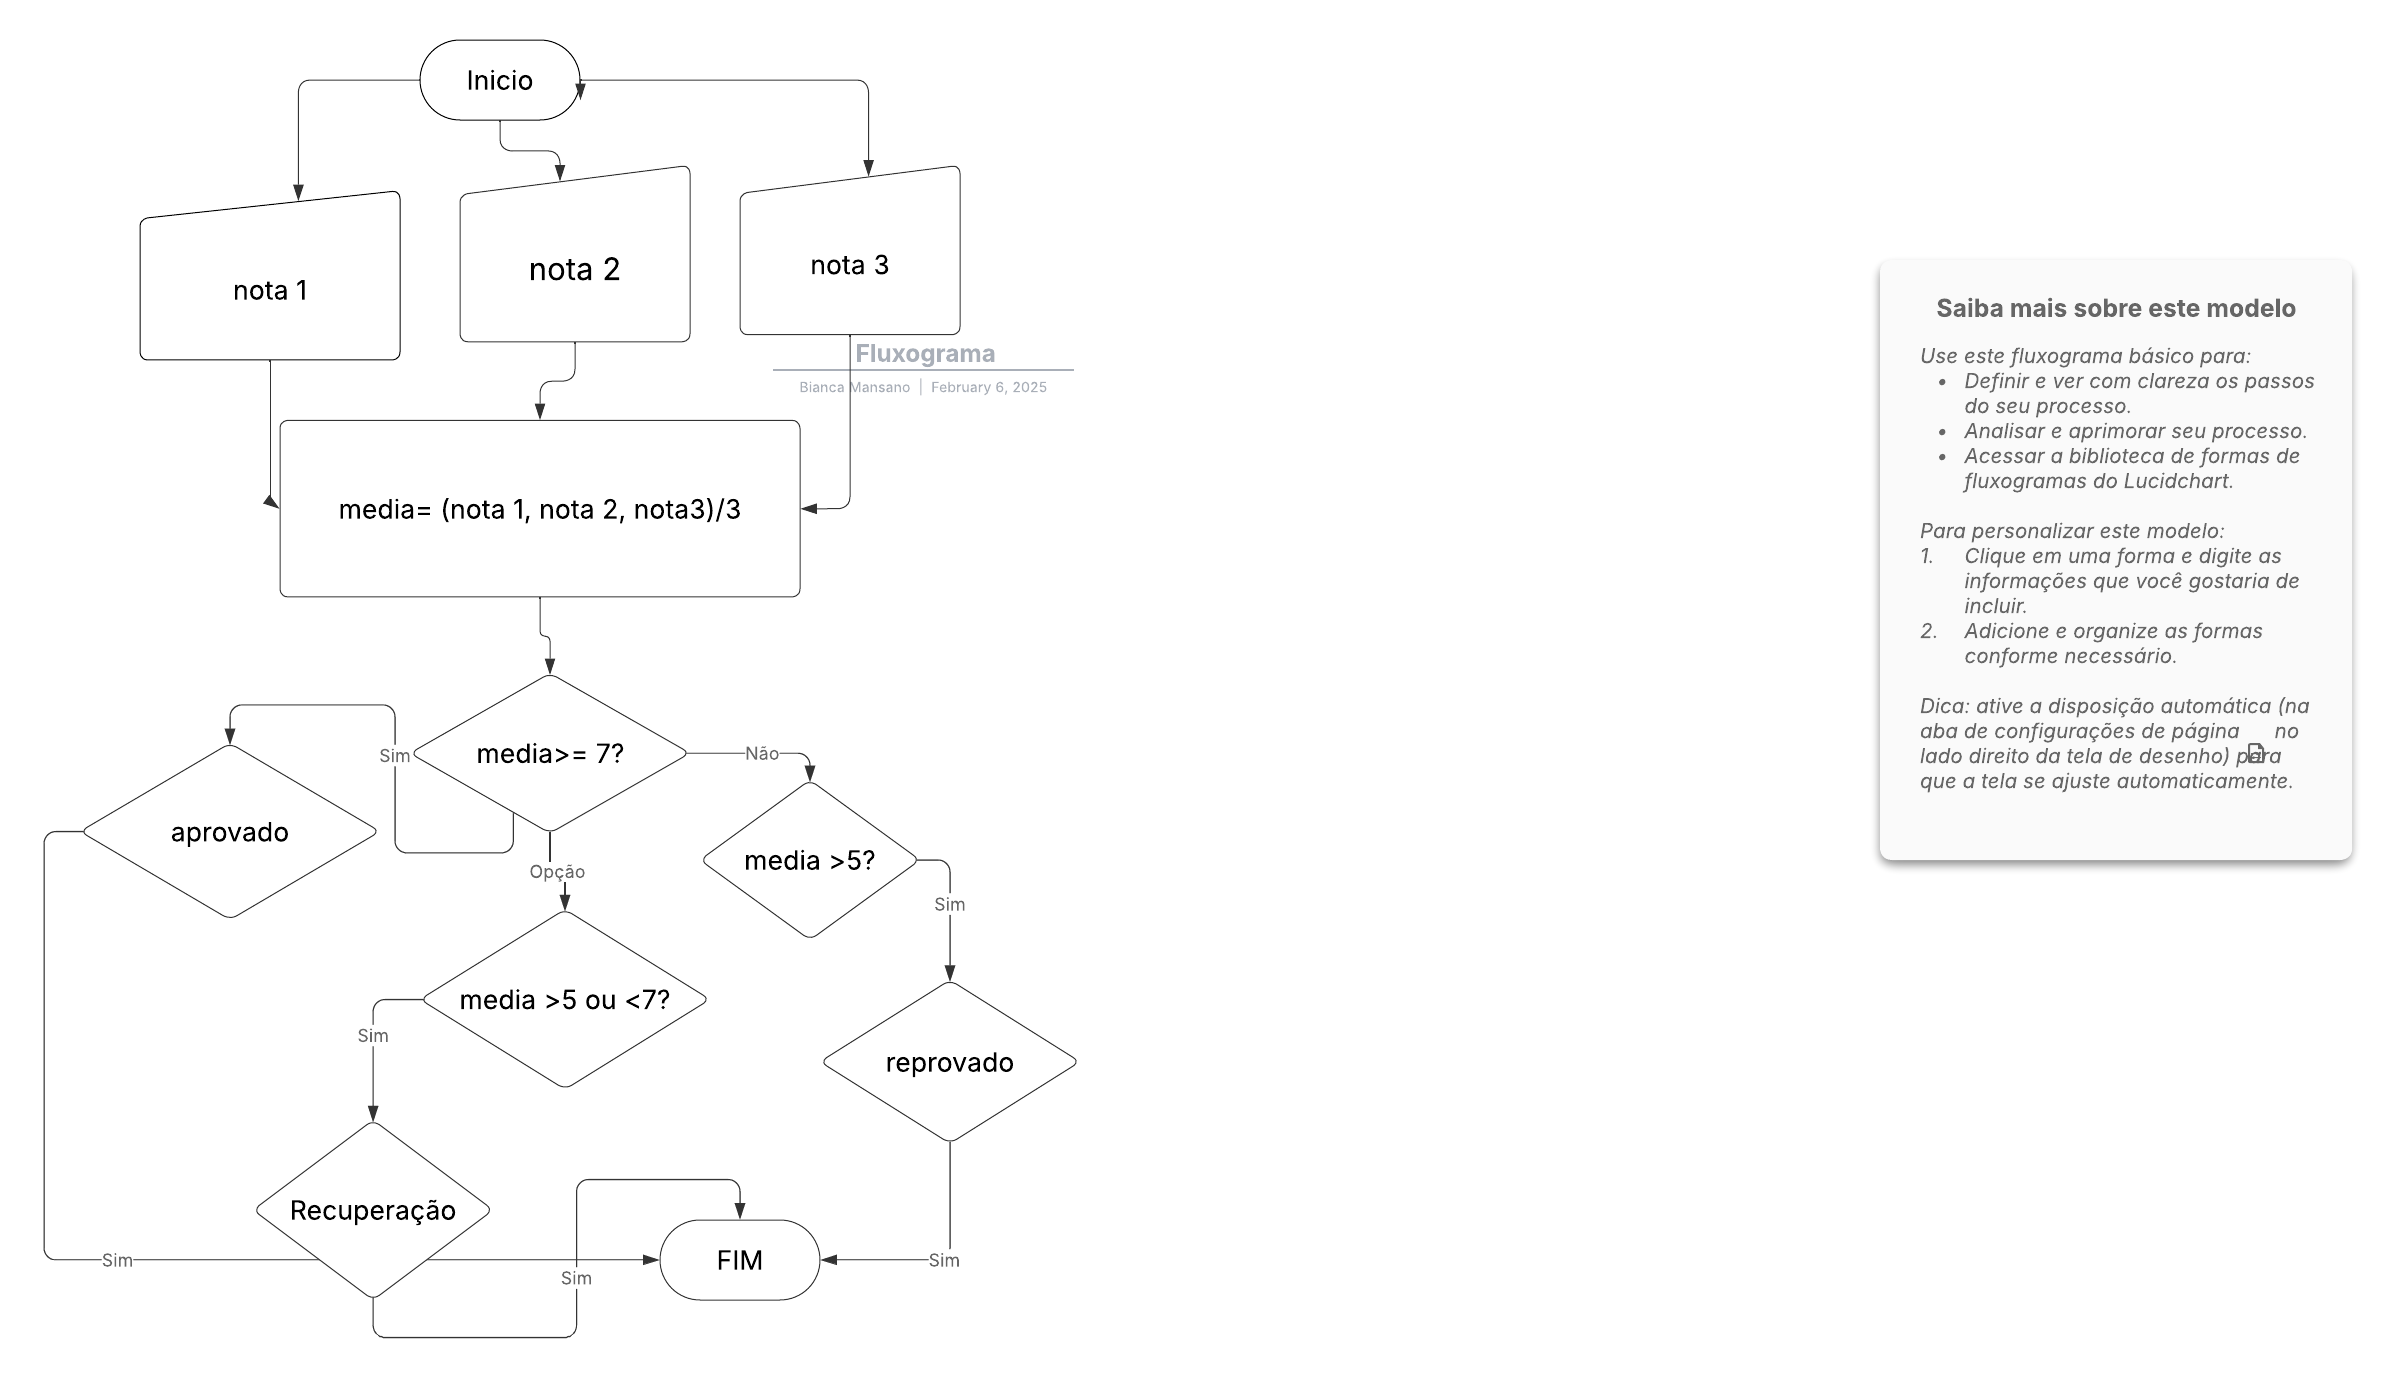 Inicio
nota 1
nota 2
nota 3
Fluxograma
Bianca Mansano | February 6, 2025
media= (nota 1, nota 2, nota3)/3
media>= 7?
Sim
Não
aprovado
Opção
media >5?
Sim
media >5 ou <7?
Sim
reprovado
Recuperação
Sim
Sim
FIM
Sim
Saiba mais sobre este modelo
Use este fluxograma básico para:
• Definir e ver com clareza os passos
do seu processo.
• Analisar e aprimorar seu processo.
• Acessar a biblioteca de formas de
fluxogramas do Lucidchart.
Para personalizar este modelo:
1. Clique em uma forma e digite as
informações que você gostaria de
incluir.
2. Adicione e organize as formas
conforme necessário.
Dica: ative a disposição automática (na
aba de configurações de página no
lado direito da tela de desenho) para
que a tela se ajuste automaticamente.